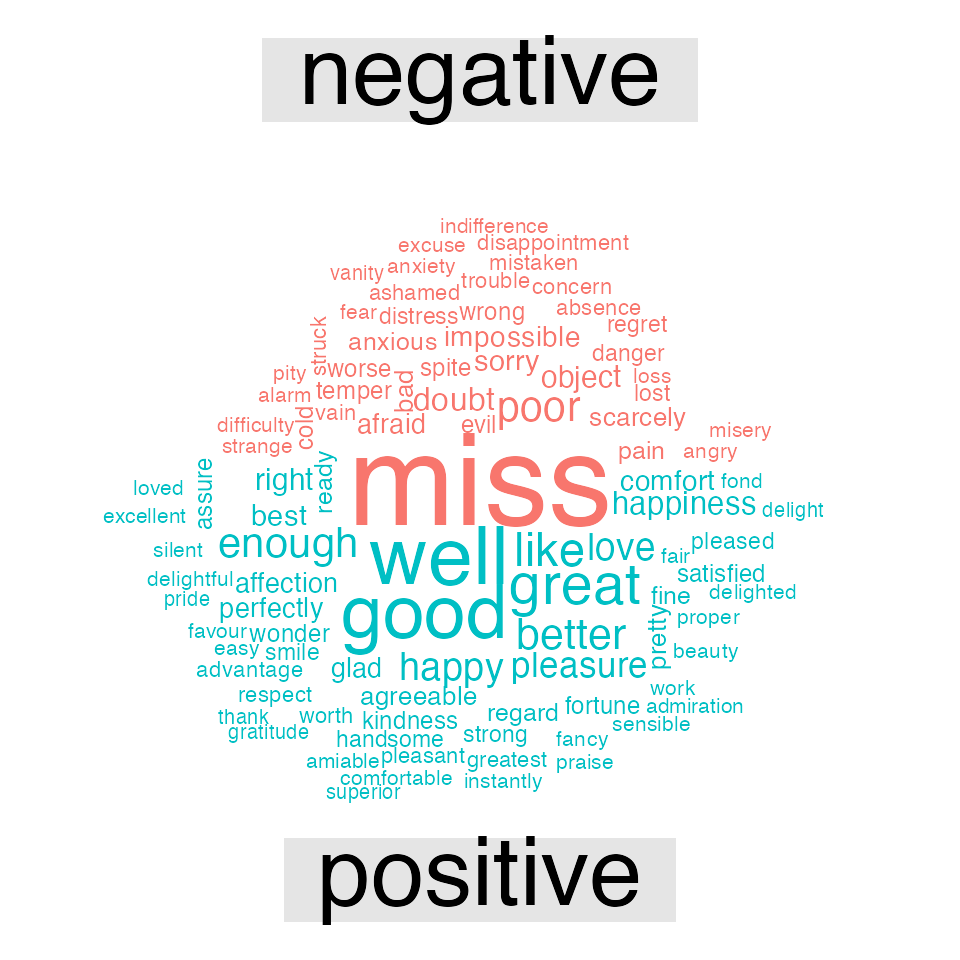 negative
indifference
excuse disappointment
vanity anxiety mistaken
ashamed trouble concern
fear distress wrong absence
struck anxious impossible regret
worse spite sorry danger
pity temper bad object loss
alarm vain doubt poor lost
difficulty cold afraid evil scarcely misery
strange miss pain angry
loved assure right ready comfort fond
excellent best happiness delight
silent enough well like love fair pleased
delightful affection great satisfied
pride perfectly good fine delighted
favour wonder better pretty proper
easy smile beauty
advantage glad happy pleasure
respect agreeable work
thank worth kindness regard fortune admiration
gratitude handsome strong sensible
amiable pleasant greatest fancy
comfortable instantly praise
superior
positive